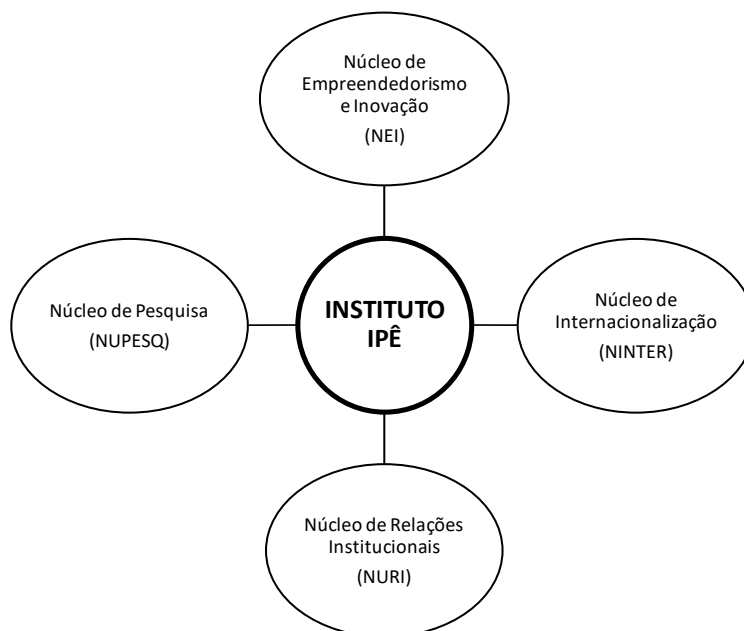 Núcleo de
Empreendedorismo
e Inovação
(NEI)
Núcleo de Pesquisa
(NUPESQ)
INSTITUTO
IPÊ
Núcleo de
Internacionalização
(NINTER)
Núcleo de Relações
Institucionais
(NURI)